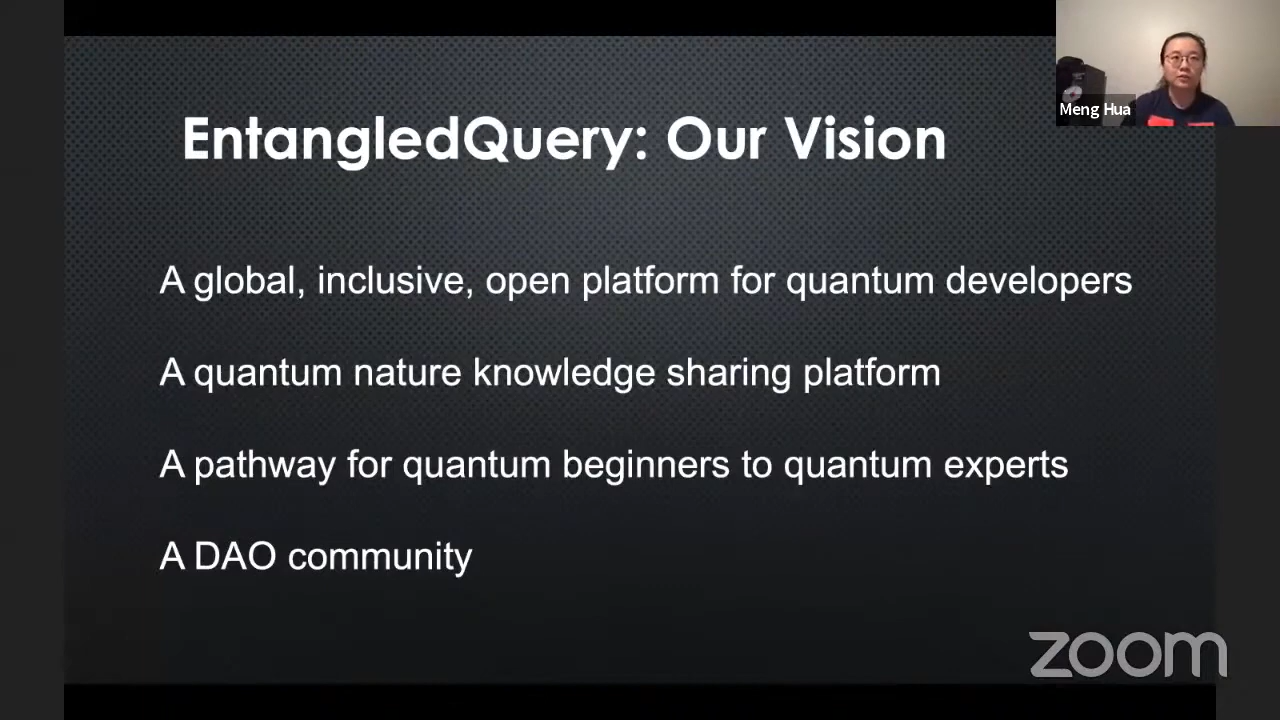 EntangledQuery: Our Vision
A global, inclusive, open platform for quantum developers
A quantum nature knowledge sharing platform
A pathway for quantum beginners to quantum experts
A DAO community
Meng Hua
zoom